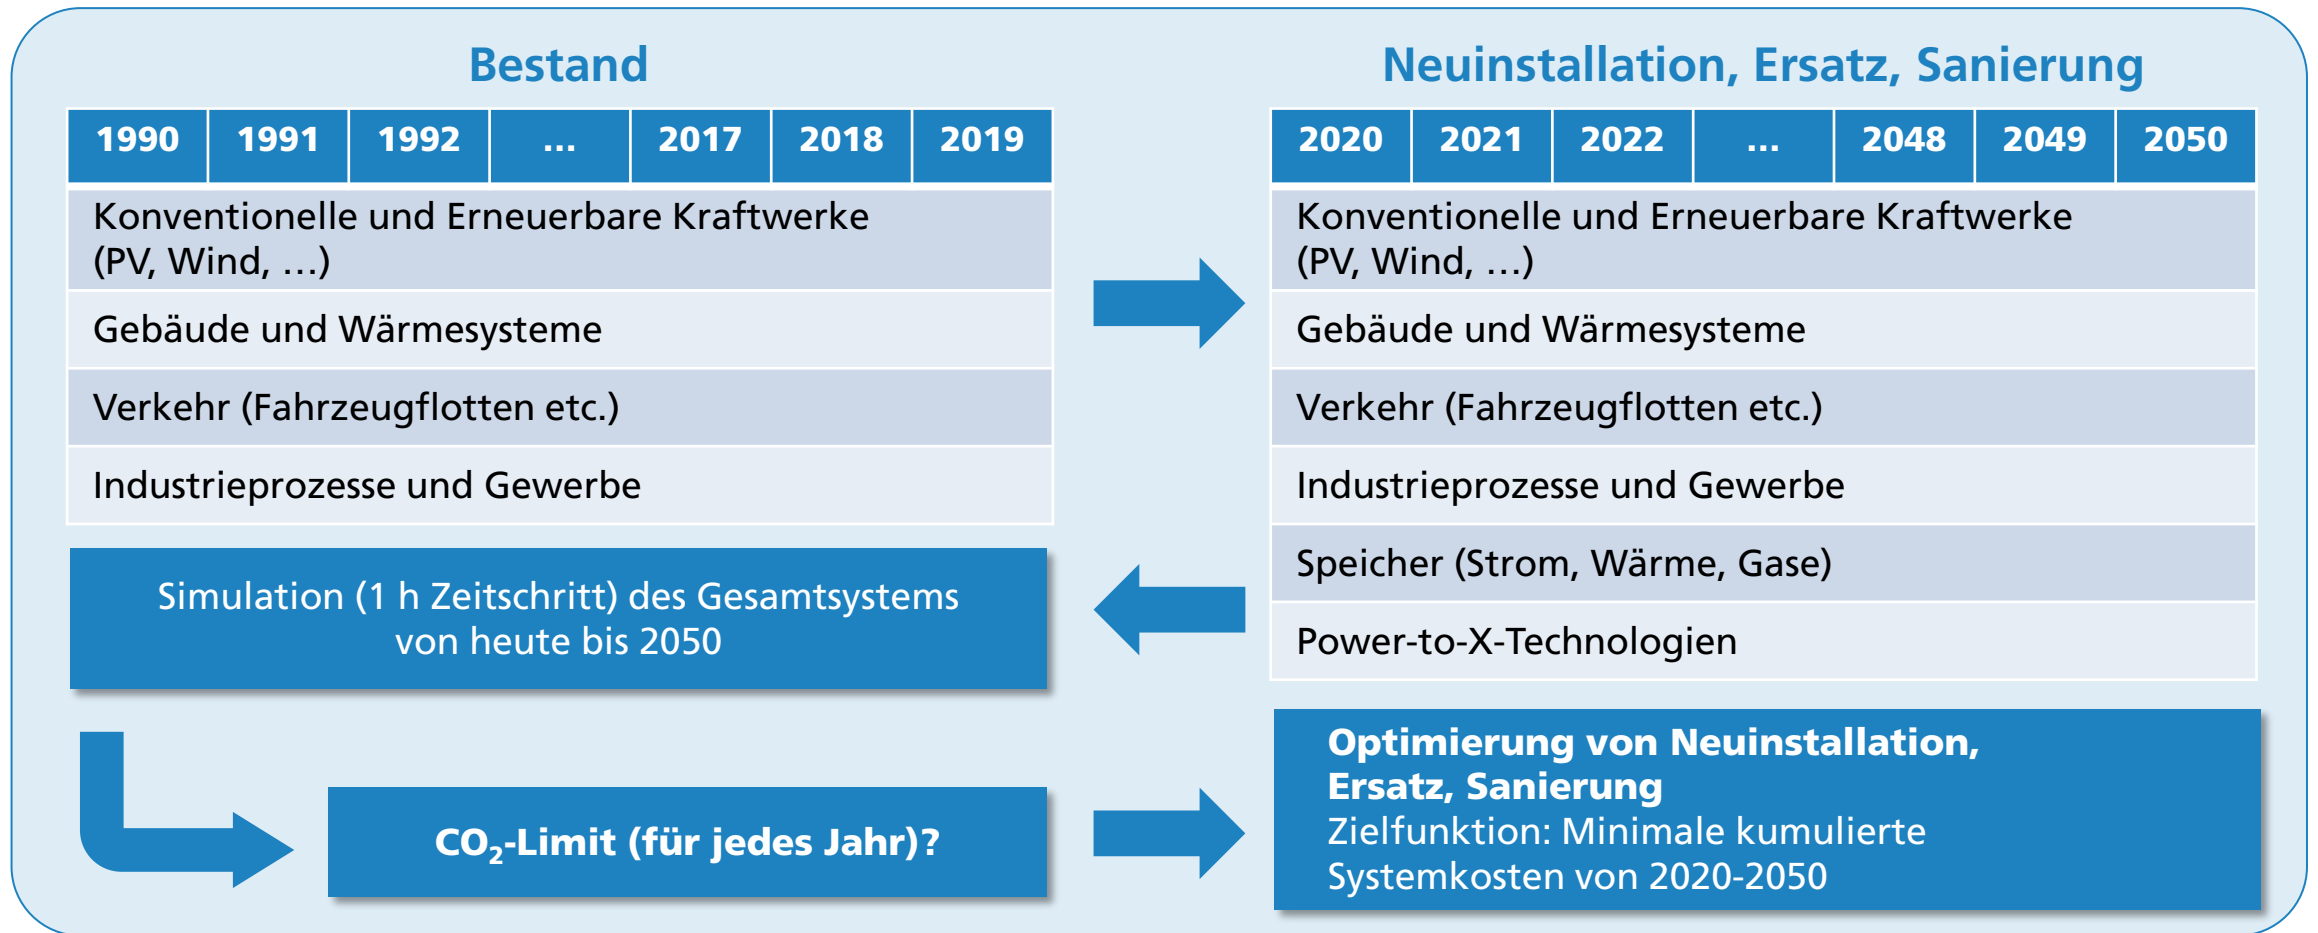 Bestand
1990 1991 1992 ... 2017 2018 2019
Konventionelle und Erneuerbare Kraftwerke
(PV, Wind, …)
Gebäude und Wärmesysteme
Verkehr (Fahrzeugflotten etc.)
Industrieprozesse und Gewerbe
Neuinstallation, Ersatz, Sanierung
2020 2021 2022 ... 2048 2049 2050
Konventionelle und Erneuerbare Kraftwerke
(PV, Wind, …)
Gebäude und Wärmesysteme
Verkehr (Fahrzeugflotten etc.)
Industrieprozesse und Gewerbe
Speicher (Strom, Wärme, Gase)
Power-to-X-Technologien
Simulation (1 h Zeitschritt) des Gesamtsystems
von heute bis 2050
CO₂-Limit (für jedes Jahr)?
Optimierung von Neuinstallation,
Ersatz, Sanierung
Zielfunktion: Minimale kumulierte
Systemkosten von 2020-2050